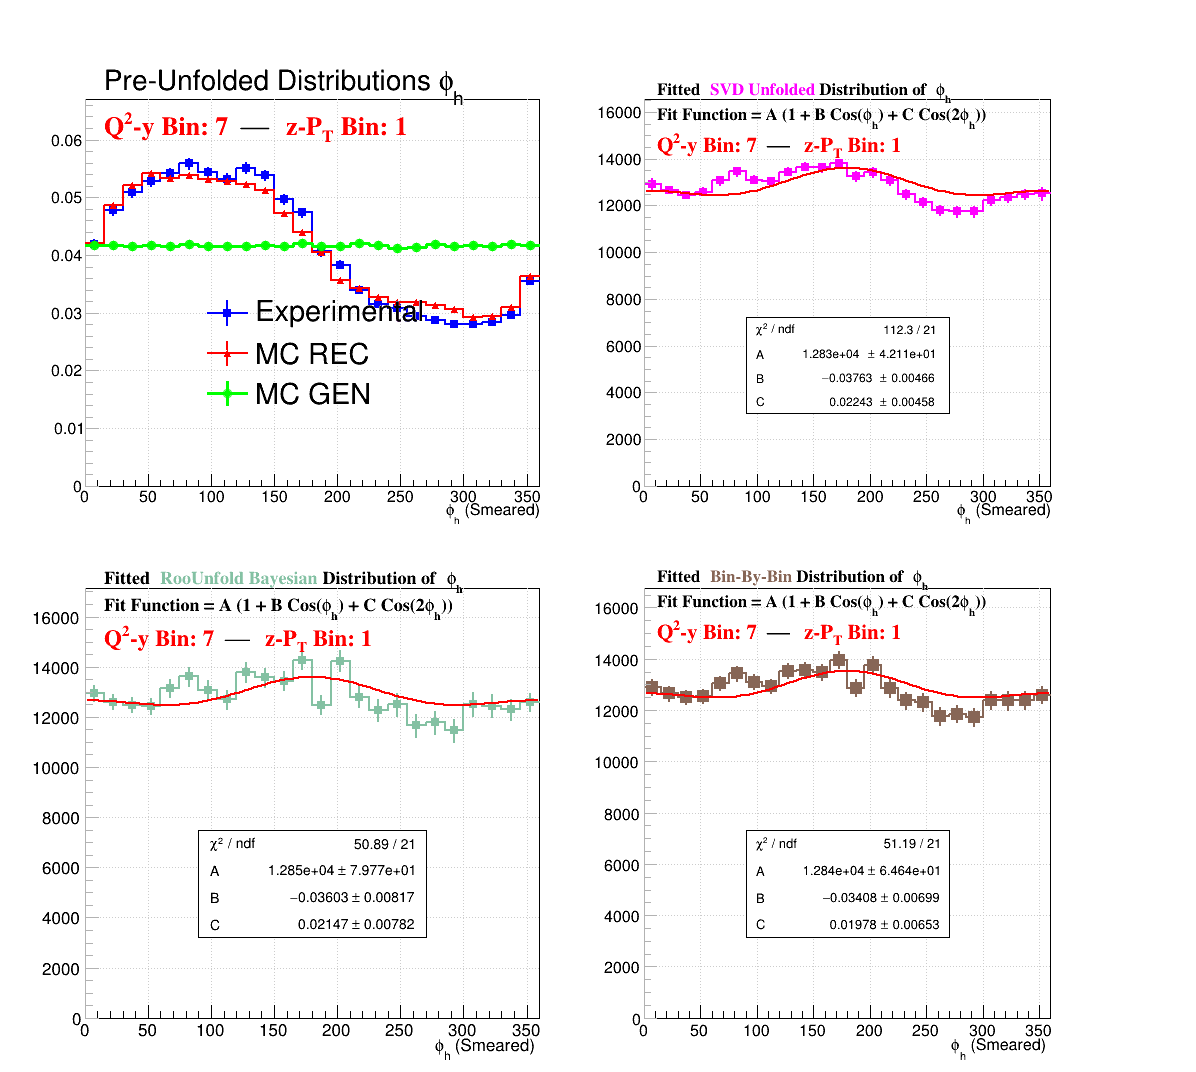 Pre-Unfolded Distributions ϕh
Q²-y Bin: 7 — z-PT Bin: 1
0.06
0.05
0.04
0.03
0.02
0.01
0
Experimental
MC REC
MC GEN
0 50 100 150 200 250 300 350
ϕh (Smeared)
Fitted SVD Unfolded Distribution of ϕh
Fit Function = A (1 + B Cos(ϕh) + C Cos(2ϕh))
Q²-y Bin: 7 — z-PT Bin: 1
16000
14000
12000
10000
8000
6000
4000
2000
0
χ² / ndf 112.3 / 21
A 1.283e+04 ± 4.211e+01
B −0.03763 ± 0.00466
C 0.02243 ± 0.00458
0 50 100 150 200 250 300 350
ϕh (Smeared)
Fitted RooUnfold Bayesian Distribution of ϕh
Fit Function = A (1 + B Cos(ϕh) + C Cos(2ϕh))
Q²-y Bin: 7 — z-PT Bin: 1
16000
14000
12000
10000
8000
6000
4000
2000
0
χ² / ndf 50.89 / 21
A 1.285e+04 ± 7.977e+01
B −0.03603 ± 0.00817
C 0.02147 ± 0.00782
0 50 100 150 200 250 300 350
ϕh (Smeared)
Fitted Bin-By-Bin Distribution of ϕh
Fit Function = A (1 + B Cos(ϕh) + C Cos(2ϕh))
Q²-y Bin: 7 — z-PT Bin: 1
16000
14000
12000
10000
8000
6000
4000
2000
0
χ² / ndf 51.19 / 21
A 1.284e+04 ± 6.464e+01
B −0.03408 ± 0.00699
C 0.01978 ± 0.00653
0 50 100 150 200 250 300 350
ϕh (Smeared)